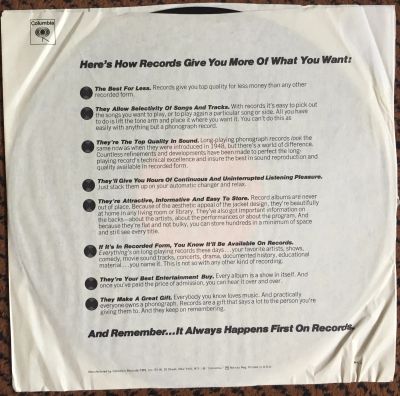 Columbia
Here's How Records Give You More Of What You Want:
The Best For Less. Records give you top quality for less money than any other
recorded form.
They Allow Selectivity Of Songs And Tracks. With records it's easy to pick out
the songs you want to play, or to play again a particular song or side. All you have
to do is lift the tone arm and place it where you want it. You can't do this as
easily with anything but a phonograph record.
They're The Top Quality In Sound. Long-playing phonograph records look the
same now as when they were introduced in 1948, but there's a world of difference.
Countless refinements and developments have been made to perfect the long-
playing record's technical excellence and insure the best in sound reproduction and
quality available in recorded form.
They'll Give You Hours Of Continuous And Uninterrupted Listening Pleasure.
Just stack them up on your automatic changer and relax.
They're Attractive, Informative And Easy To Store. Record albums are never
out of place. Because of the aesthetic appeal of the jacket design, they're beautifully
at home in any living room or library. They've also got important information on
the backs—about the artists, about the performances or about the program. And
because they're flat and not bulky, you can store hundreds in a minimum of space
and still see every title.
If It's In Recorded Form, You Know It'll Be Available On Records.
Everything's on long-playing records these days . . . your favorite artists, shows,
comedy, movie sound tracks, concerts, drama, documented history, educational
material . . . you name it. This is not so with any other kind of recording.
They're Your Best Entertainment Buy. Every album is a show in itself. And
once you've paid the price of admission, you can hear it over and over.
They Make A Great Gift. Everybody you know loves music. And practically
everyone owns a phonograph. Records are a gift that says a lot to the person you're
giving them to. And they keep on remembering.
And Remember...It Always Happens First On Records.
Manufactured by Columbia Records/CBS, Inc./51 W. 52 Street, New York, N.Y.